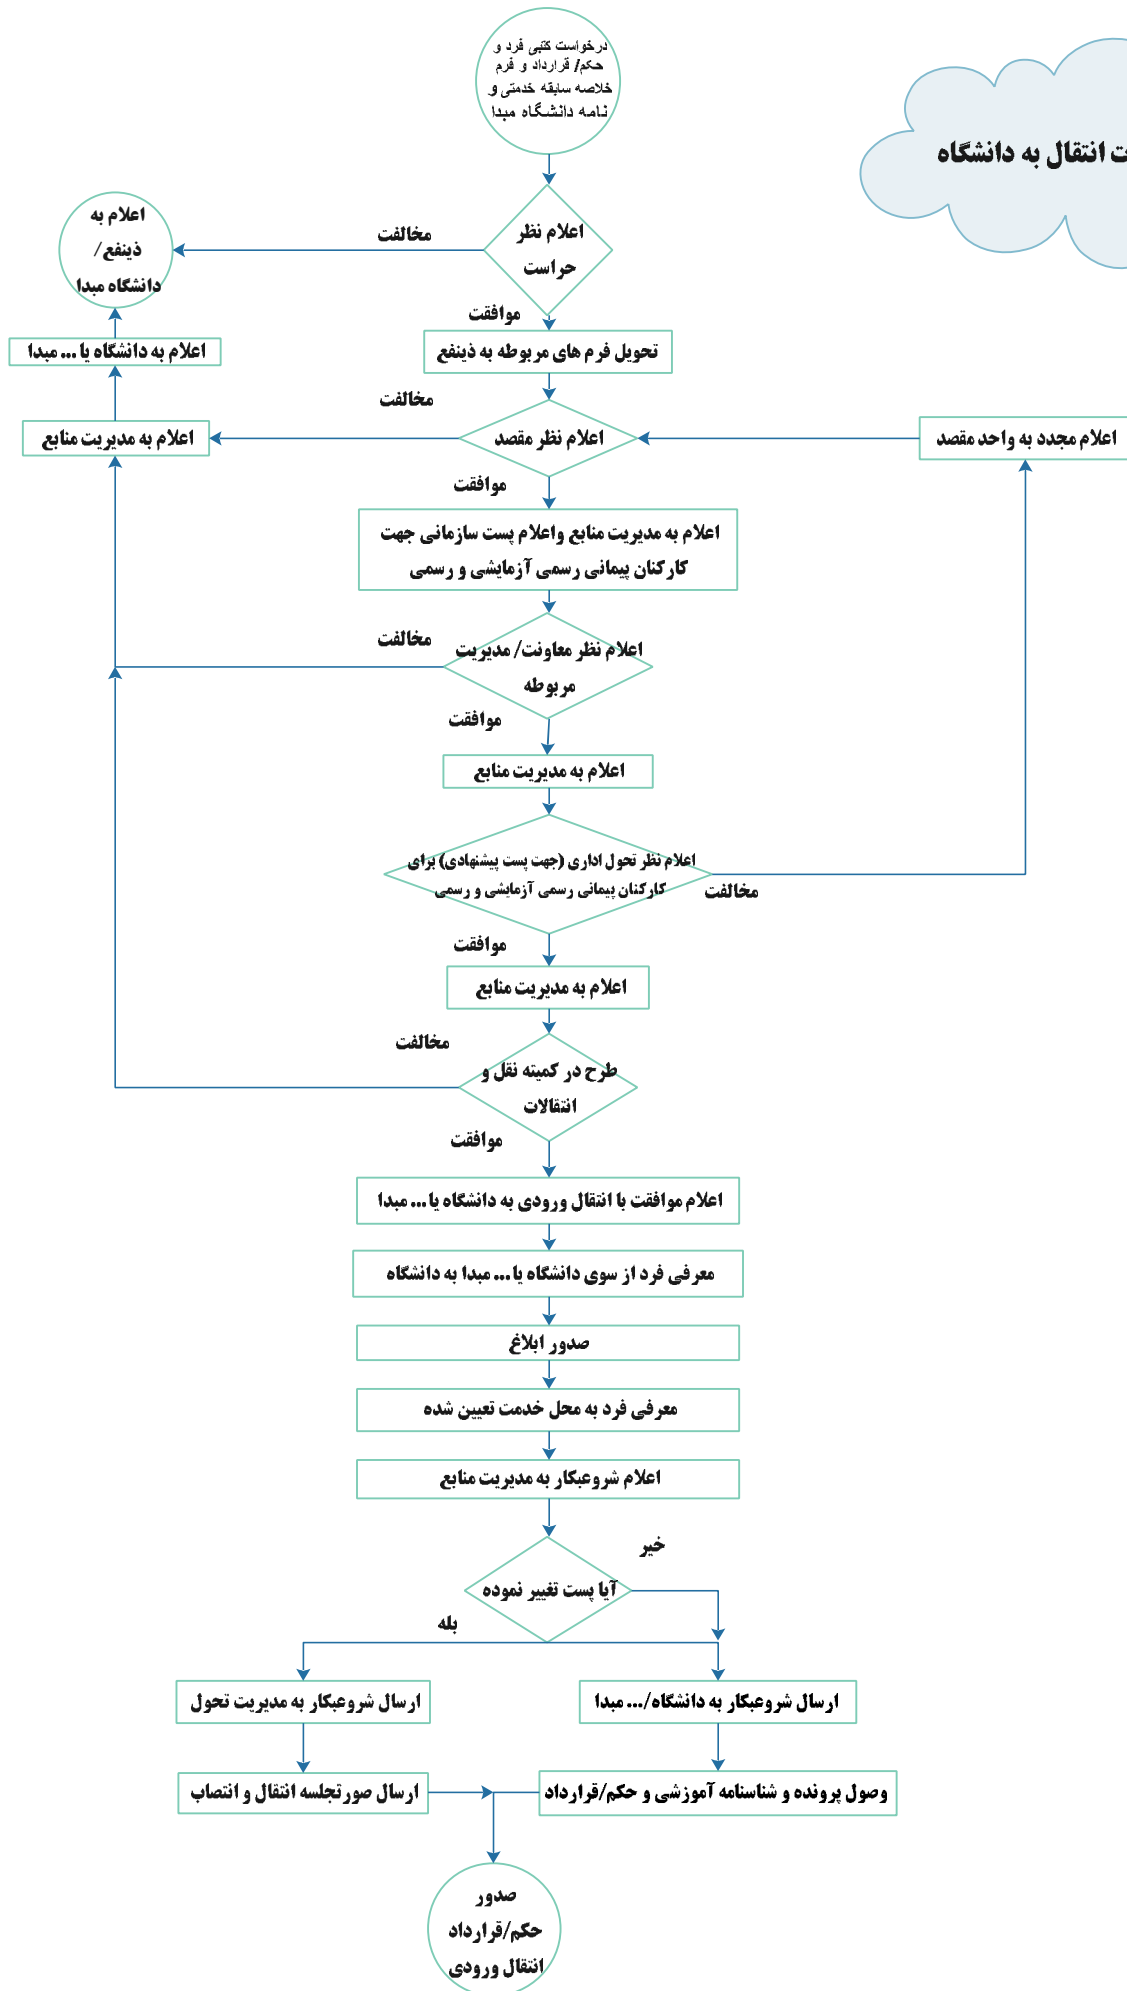 درخواست کتبی فرد و
حکم/ قرارداد و فرم
خلاصه سابقه خدمتی و
نامه دانشگاه مبدا
انتقال به دانشگاه
اعلام نظر
حراست
مخالفت
اعلام به
ذینفع/
دانشگاه مبدا
موافقت
تحویل فرم های مربوطه به ذینفع
اعلام به دانشگاه یا ... مبدا
مخالفت
اعلام مجدد به واحد مقصد
اعلام نظر مقصد
اعلام به مدیریت منابع
موافقت
اعلام به مدیریت منابع واعلام پست سازمانی جهت
کارکنان پیمانی رسمی آزمایشی و رسمی
مخالفت
اعلام نظر معاونت/ مدیریت
مربوطه
موافقت
اعلام به مدیریت منابع
اعلام نظر تحول اداری (جهت پست پیشنهادی) برای
کارکنان پیمانی رسمی آزمایشی و رسمی
مخالفت
موافقت
اعلام به مدیریت منابع
مخالفت
طرح در کمیته نقل و
انتقالات
موافقت
اعلام موافقت با انتقال ورودی به دانشگاه یا ... مبدا
معرفی فرد از سوی دانشگاه یا ... مبدا به دانشگاه
صدور ابلاغ
معرفی فرد به محل خدمت تعیین شده
اعلام شروعبکار به مدیریت منابع
خیر
آیا پست تغییر نموده
بله
ارسال شروعبکار به دانشگاه/... مبدا
ارسال شروعبکار به مدیریت تحول
وصول پرونده و شناسنامه آموزشی و حکم/قرارداد
ارسال صورتجلسه انتقال و انتصاب
صدور
حکم/قرارداد
انتقال ورودی